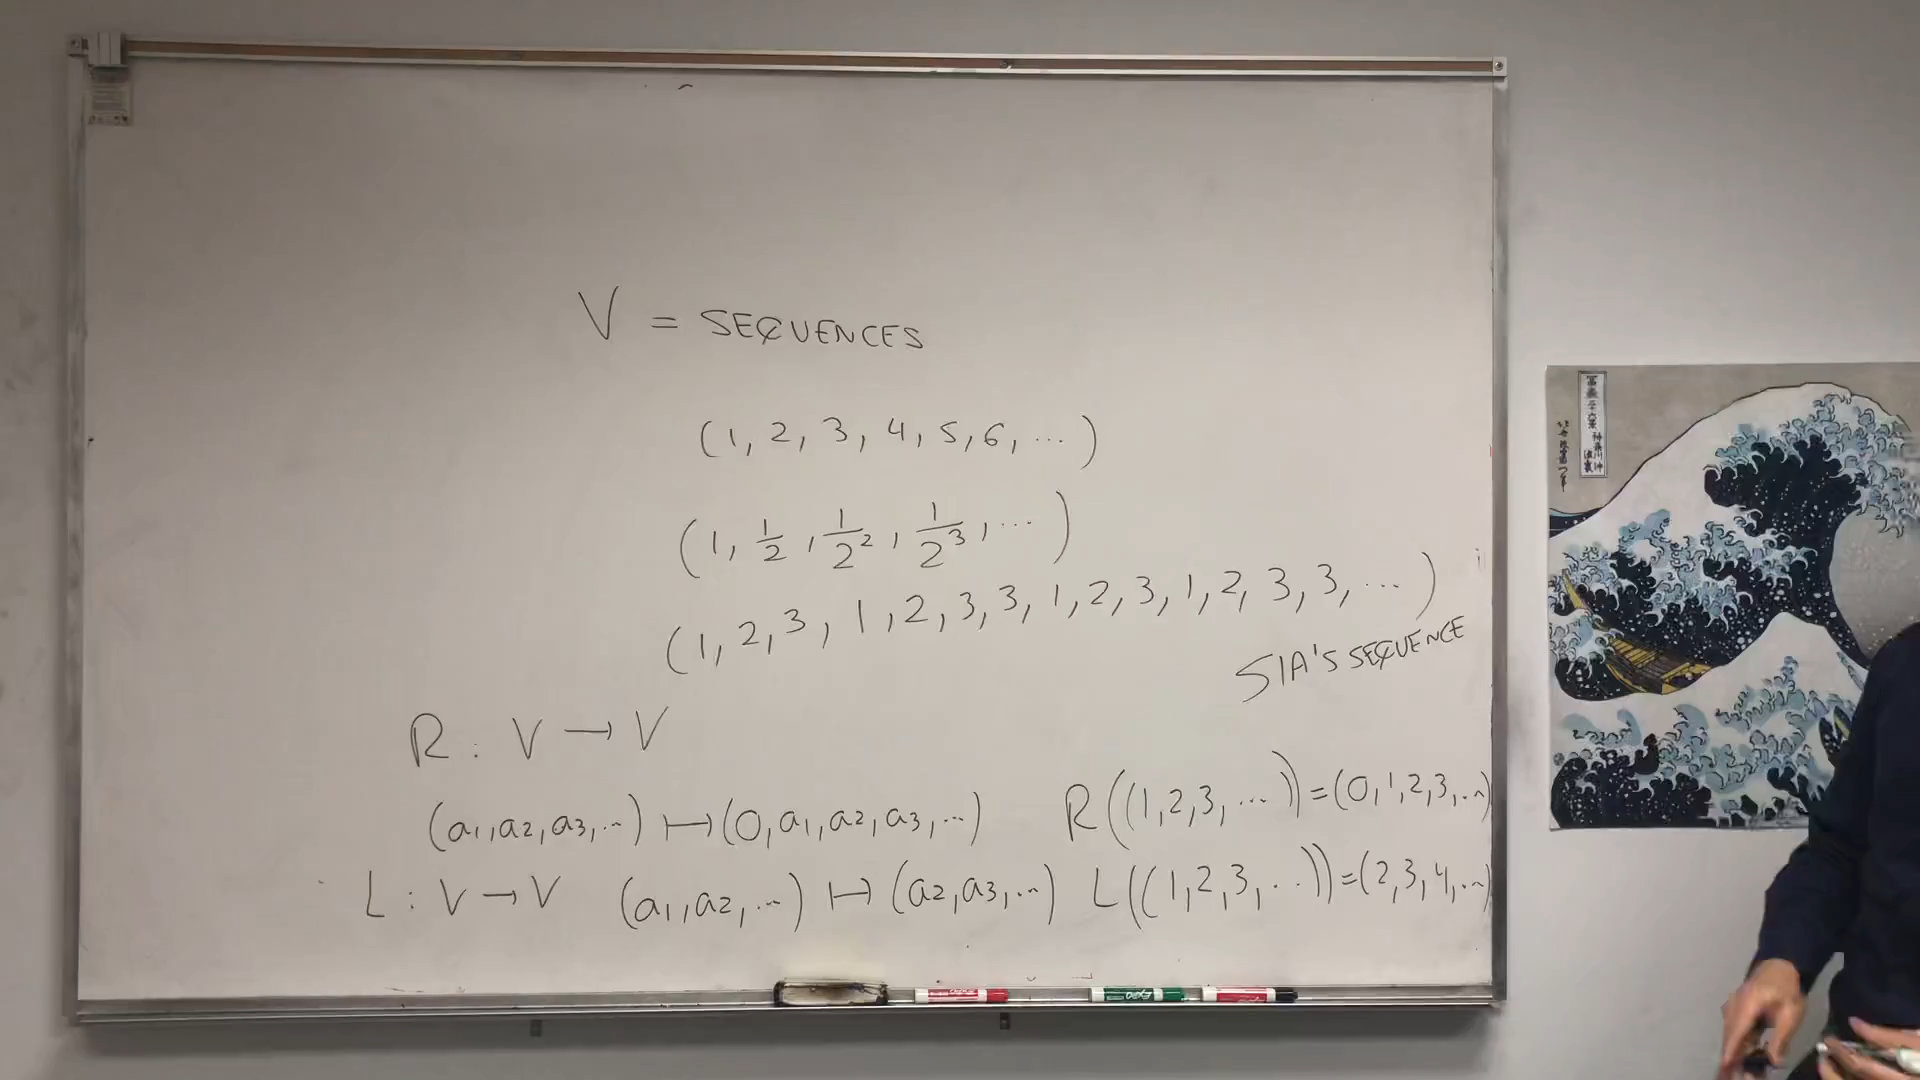 V = SEQUENCES
(1, 2, 3, 4, 5, 6, ...)
(1, 1/2, 1/2², 1/2³, ...)
(1, 2, 3, 1, 2, 3, 3, 1, 2, 3, 1, 2, 3, 3, ...)
SIA'S SEQUENCE
R : V → V
(a₁, a₂, a₃, ...) ↦ (0, a₁, a₂, a₃, ...) R((1, 2, 3, ...)) = (0, 1, 2, 3, ...)
L : V → V (a₁, a₂, ...) ↦ (a₂, a₃, ...) L((1, 2, 3, ...)) = (2, 3, 4, ...)